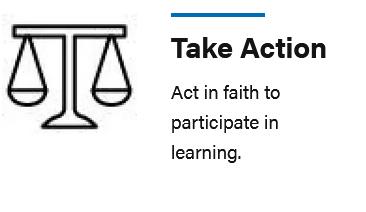 Take Action
Act in faith to
participate in
learning.